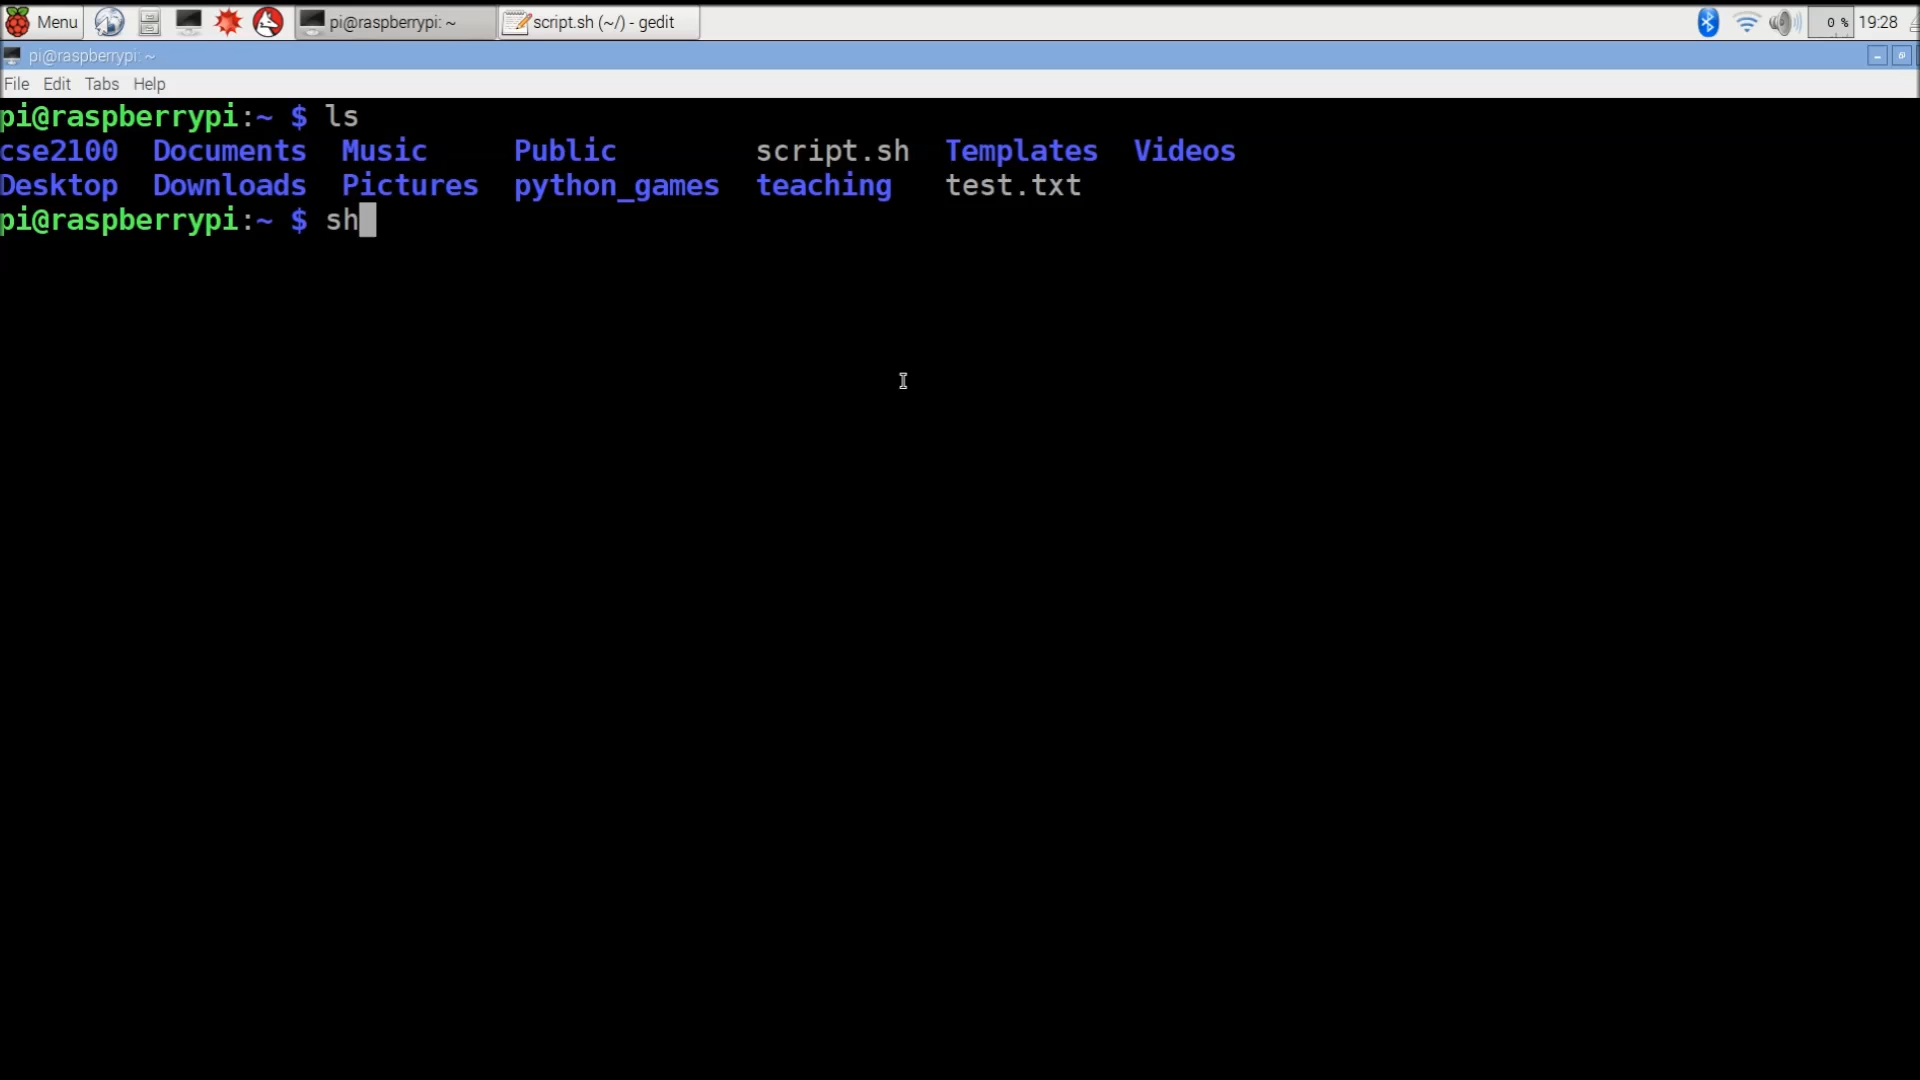 Menu pi@raspberrypi: ~ script.sh (~/) - gedit 0 % 19:28
pi@raspberrypi: ~
File Edit Tabs Help
pi@raspberrypi:~ $ ls
cse2100 Documents Music Public script.sh Templates Videos
Desktop Downloads Pictures python_games teaching test.txt
pi@raspberrypi:~ $ sh